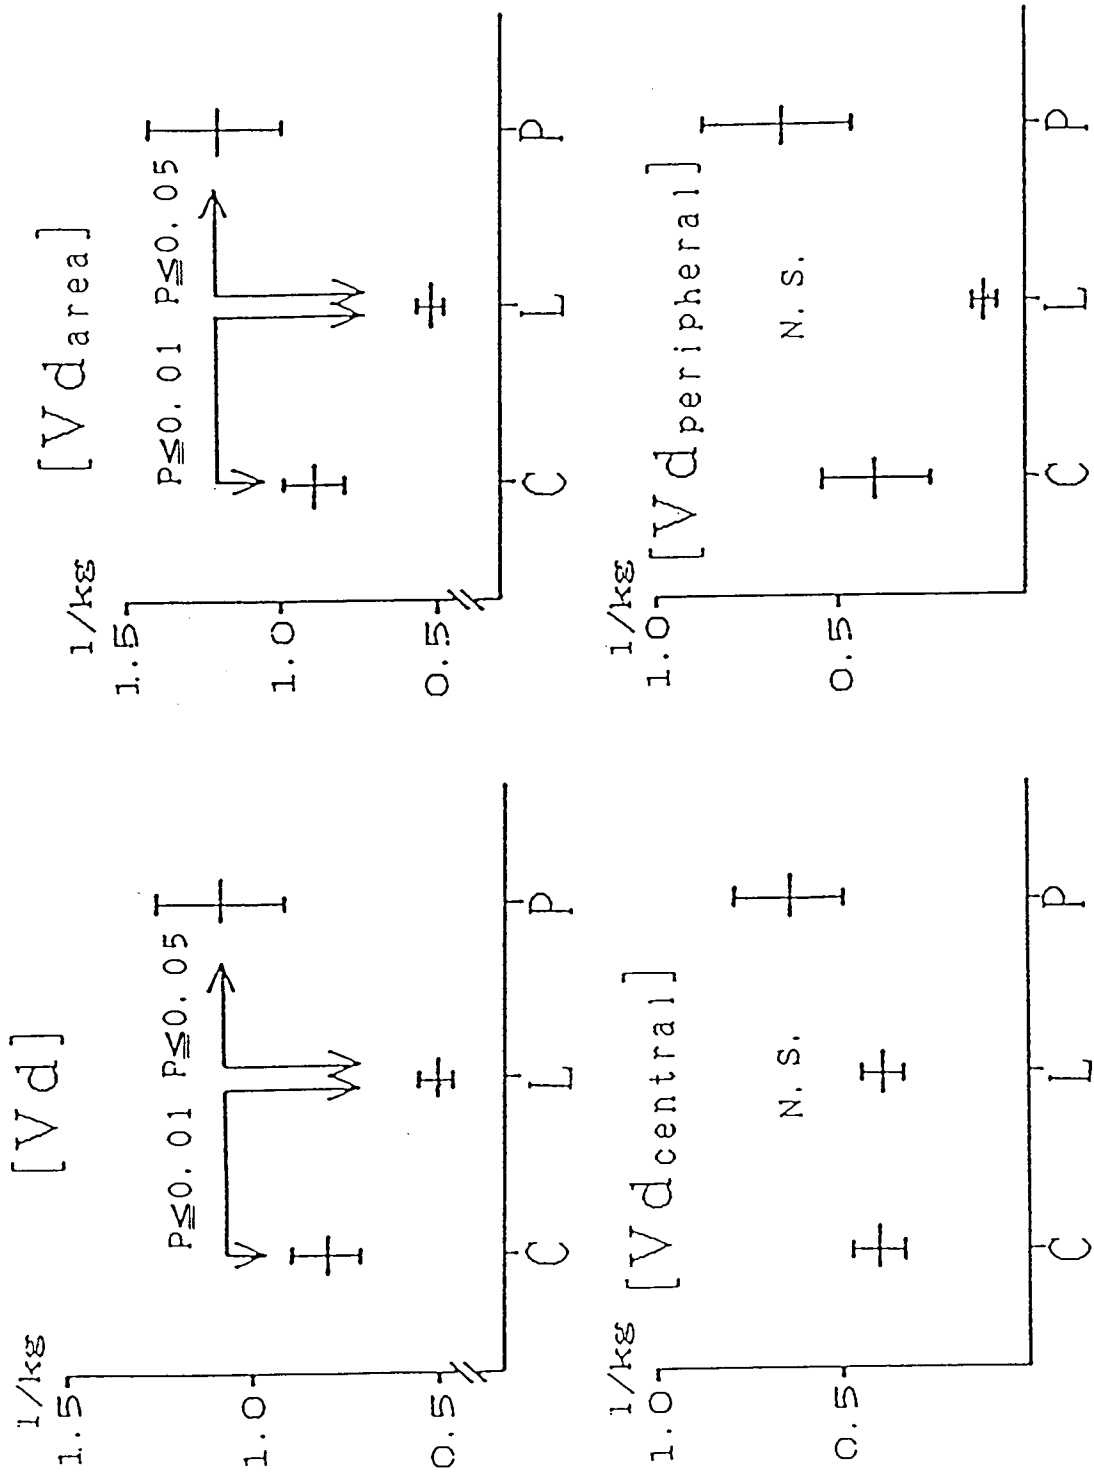 [Vd]
l/kg
1.5
P≦0.01 P≦0.05
1.0
0.5
C L P
[Vdarea]
l/kg
1.5
P≦0.01 P≦0.05
1.0
0.5
C L P
l/kg [Vdcentral]
1.0
N.S.
0.5
C L P
l/kg [Vdperipheral]
1.0
N.S.
0.5
C L P